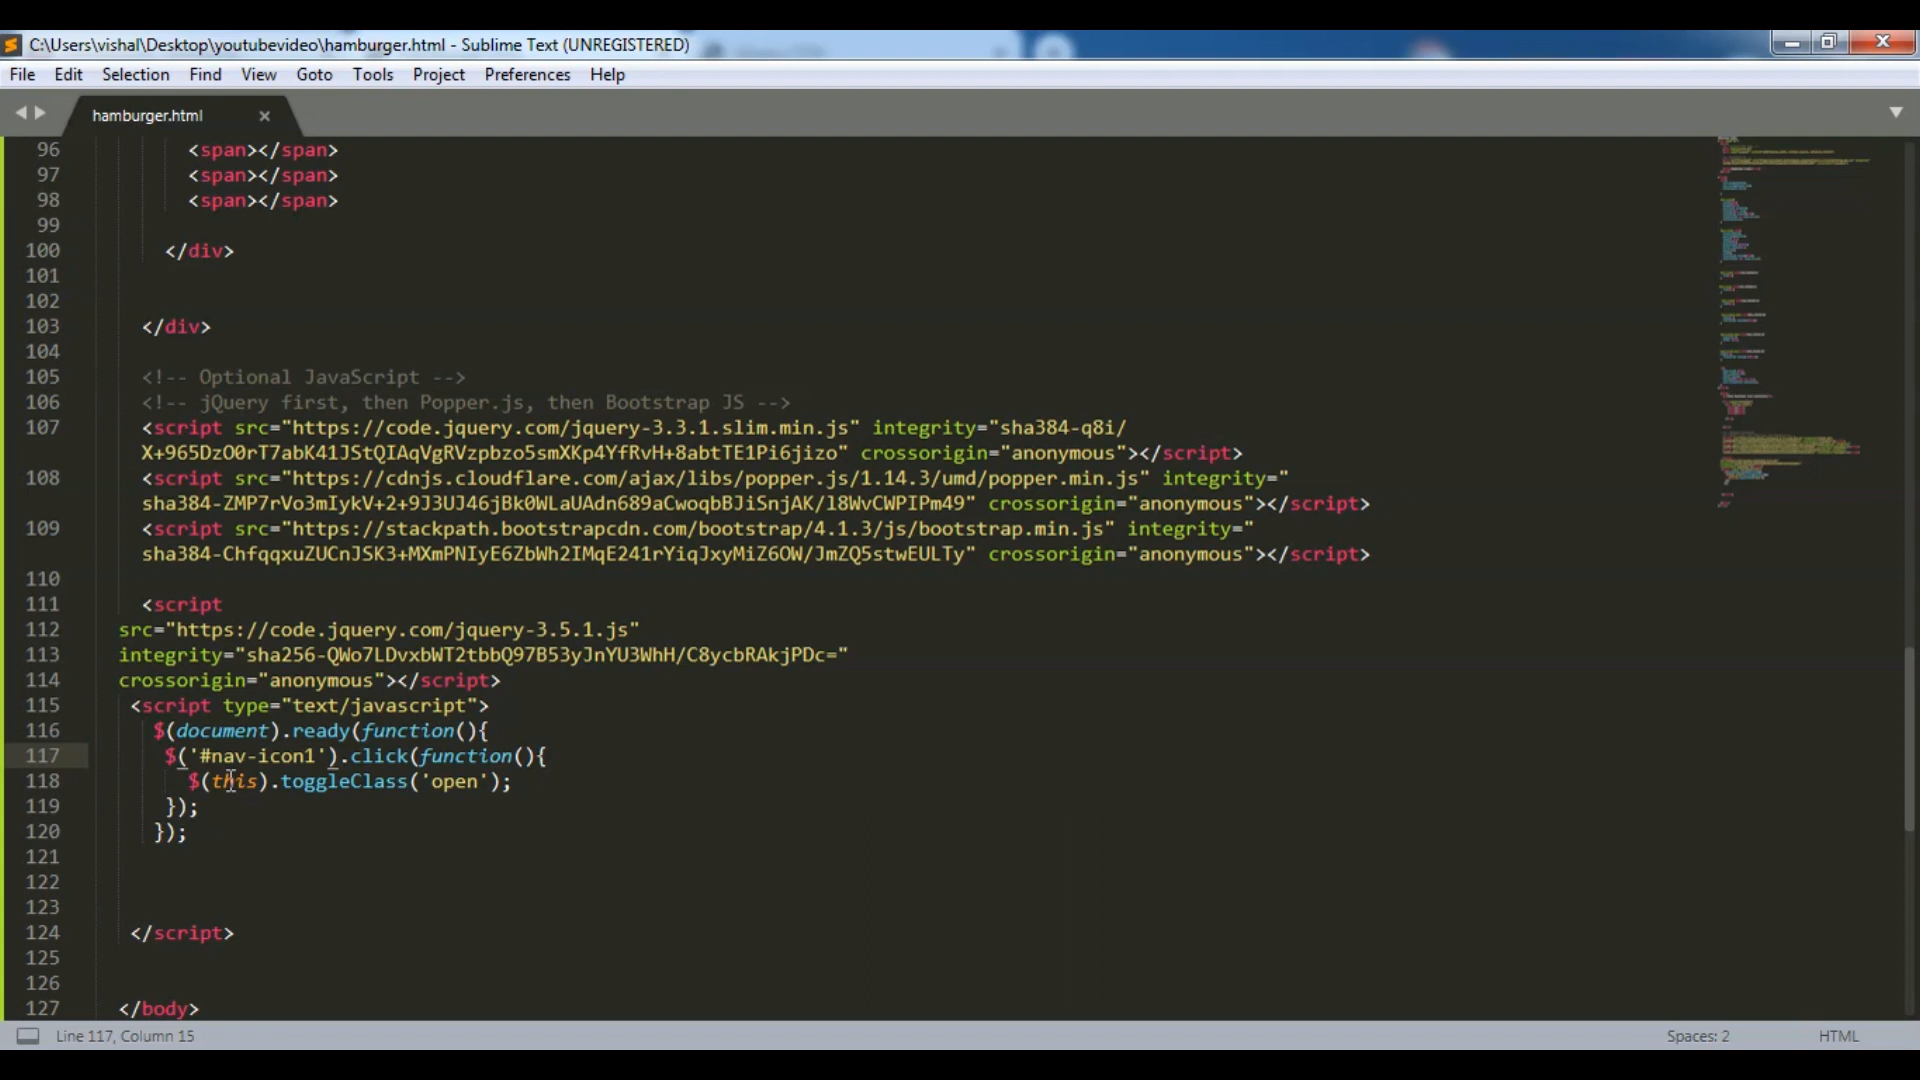 C:\Users\vishal\Desktop\youtubevideo\hamburger.html - Sublime Text (UNREGISTERED)
File Edit Selection Find View Goto Tools Project Preferences Help
hamburger.html
96 <span></span>
97 <span></span>
98 <span></span>
99
100 </div>
101
102
103 </div>
104
105 <!-- Optional JavaScript -->
106 <!-- jQuery first, then Popper.js, then Bootstrap JS -->
107 <script src="https://code.jquery.com/jquery-3.3.1.slim.min.js" integrity="sha384-q8i/
X+965DzO0rT7abK41JStQIAqVgRVzpbzo5smXKp4YfRvH+8abtTE1Pi6jizo" crossorigin="anonymous"></script>
108 <script src="https://cdnjs.cloudflare.com/ajax/libs/popper.js/1.14.3/umd/popper.min.js" integrity="
sha384-ZMP7rVo3mIykV+2+9J3UJ46jBk0WLaUAdn689aCwoqbBJiSnjAK/l8WvCWPIPm49" crossorigin="anonymous"></script>
109 <script src="https://stackpath.bootstrapcdn.com/bootstrap/4.1.3/js/bootstrap.min.js" integrity="
sha384-ChfqqxuZUCnJSK3+MXmPNIyE6ZbWh2IMqE241rYiqJxyMiZ6OW/JmZQ5stwEULTy" crossorigin="anonymous"></script>
110
111 <script
112 src="https://code.jquery.com/jquery-3.5.1.js"
113 integrity="sha256-QWo7LDvxbWT2tbbQ97B53yJnYU3WhH/C8ycbRAkjPDc="
114 crossorigin="anonymous"></script>
115 <script type="text/javascript">
116 $(document).ready(function(){
117 $('#nav-icon1').click(function(){
118 $(this).toggleClass('open');
119 });
120 });
121
122
123
124 </script>
125
126
127 </body>
Line 117, Column 15
Spaces: 2
HTML